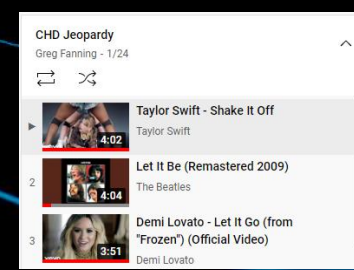 CHD Jeopardy
Greg Fanning - 1/24
Taylor Swift - Shake It Off
Taylor Swift
4:02
2
Let It Be (Remastered 2009)
The Beatles
4:04
3
Demi Lovato - Let It Go (from
"Frozen") (Official Video)
Demi Lovato
3:51